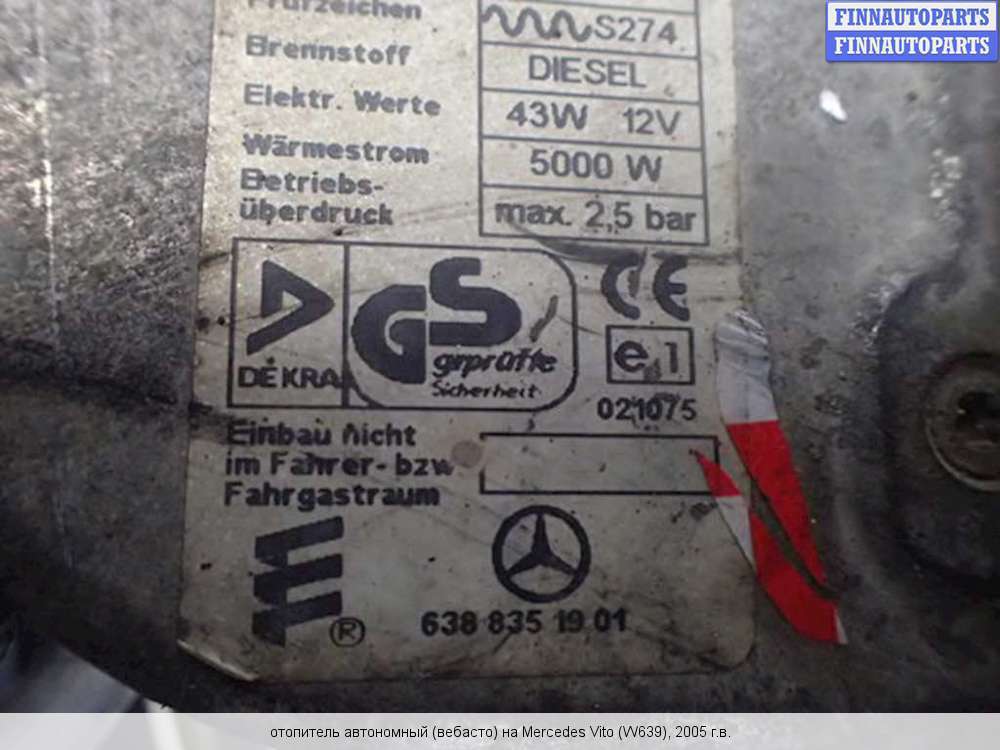 FINNAUTOPARTS
FINNAUTOPARTS
Prüfzeichen S274
Brennstoff DIESEL
Elektr. Werte 43W 12V
Wärmestrom 5000 W
Betriebs-
überdruck max. 2,5 bar
DEKRA
GS
geprüfte
Sicherheit
CE
e 1
021075
Einbau nicht
im Fahrer- bzw
Fahrgastraum
®
638 835 19 01
отопитель автономный (вебасто) на Mercedes Vito (W639), 2005 г.в.